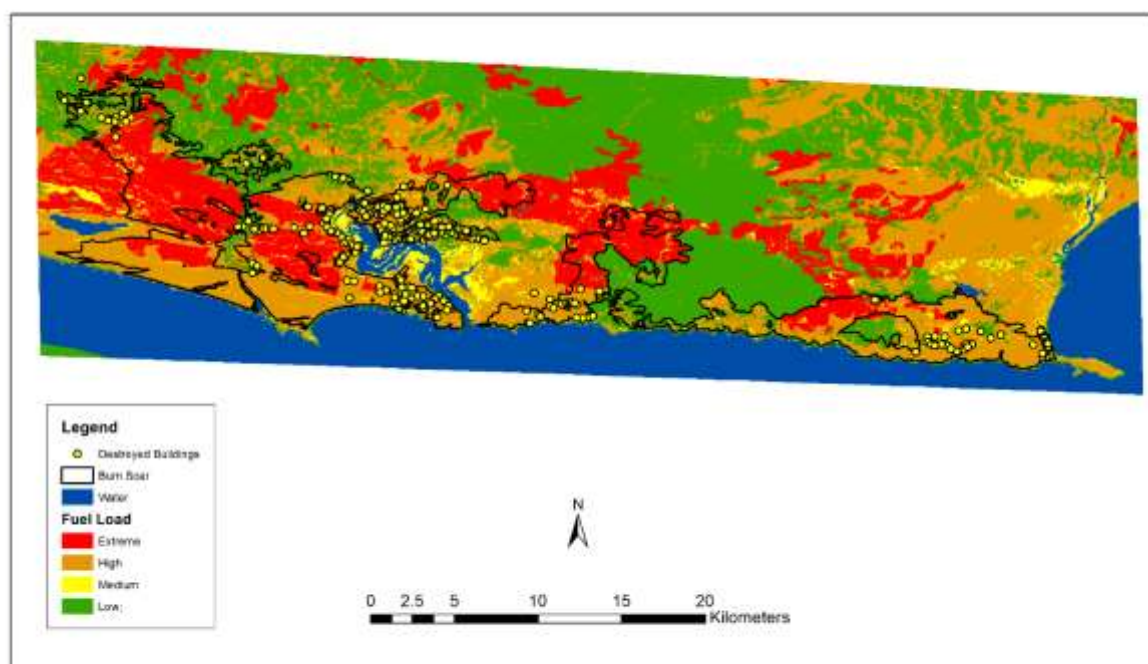 Legend
Destroyed Buildings
Burn Scar
Water
Fuel Load
Extreme
High
Medium
Low
N
0 2.5 5 10 15 20
Kilometers